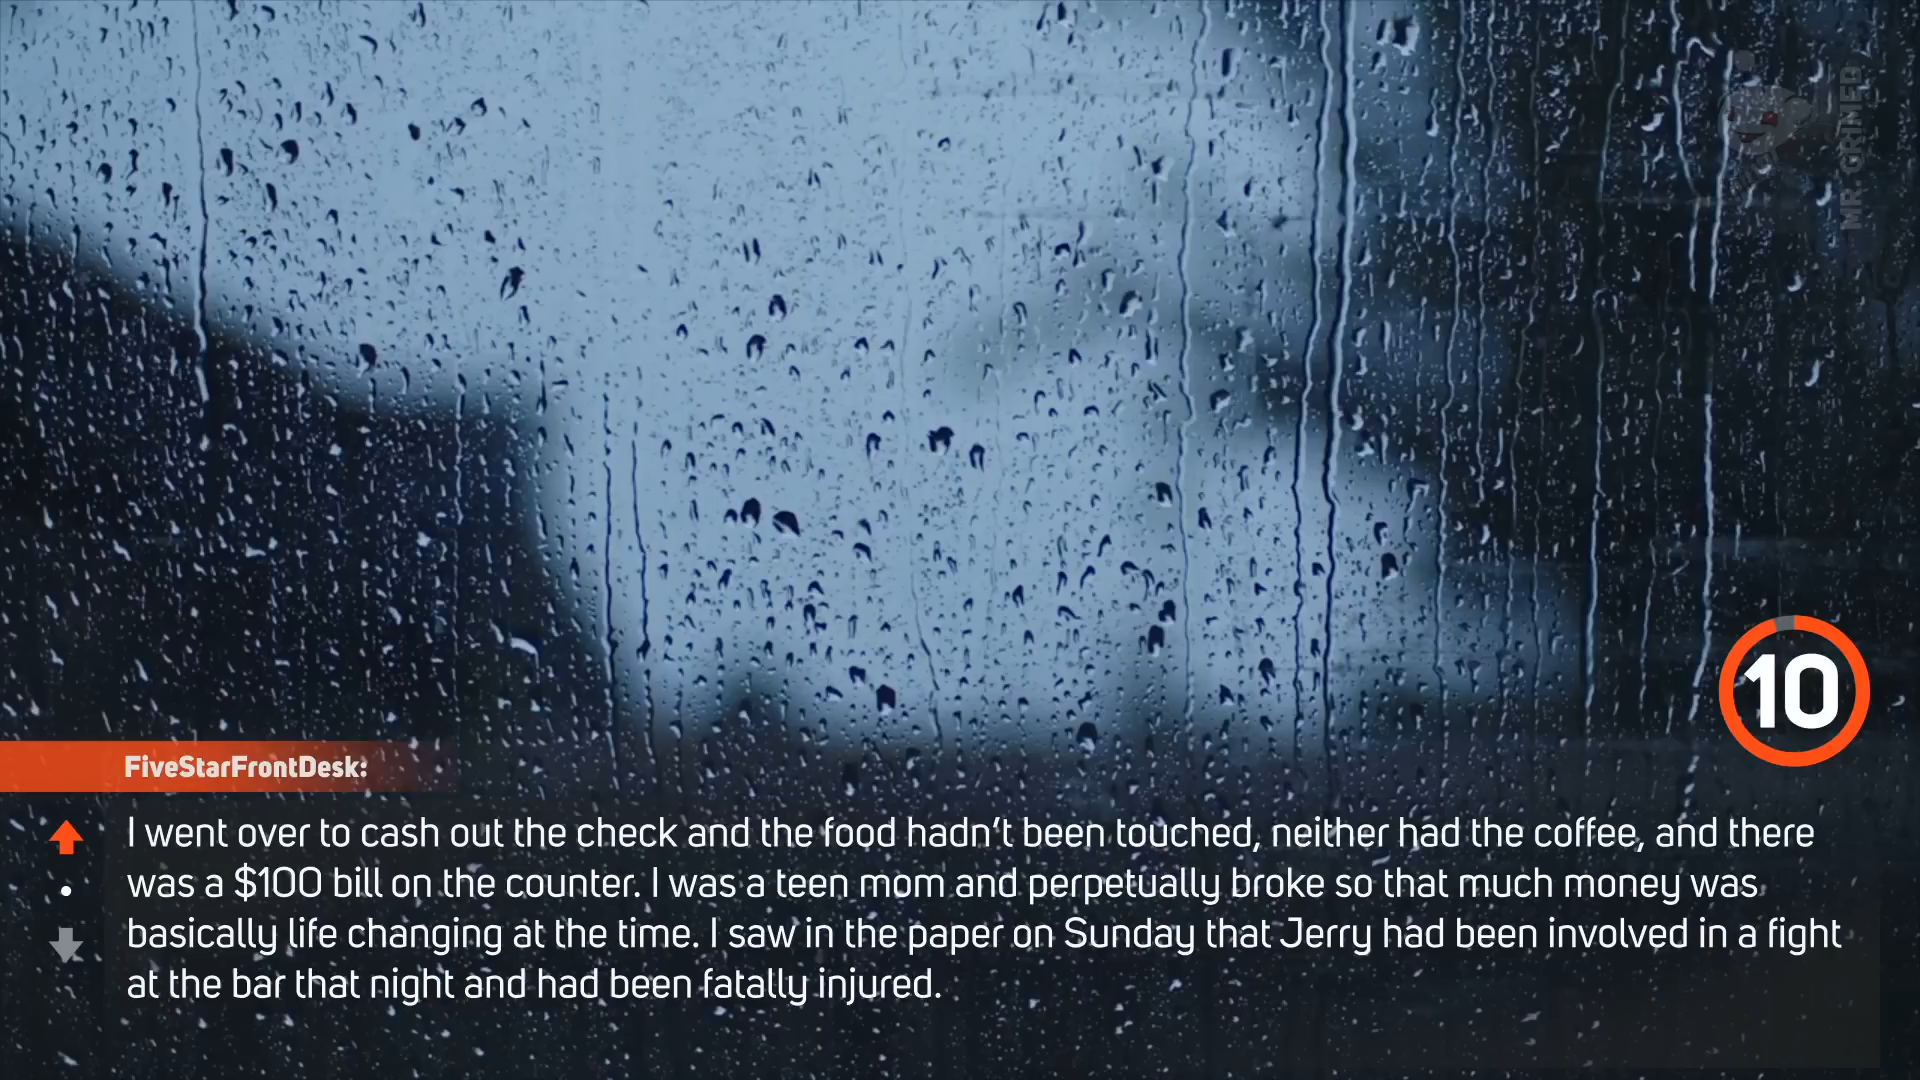 MR. GRINED
10
FiveStarFrontDesk:
I went over to cash out the check and the food hadn't been touched, neither had the coffee, and there
was a $100 bill on the counter. I was a teen mom and perpetually broke so that much money was
basically life changing at the time. I saw in the paper on Sunday that Jerry had been involved in a fight
at the bar that night and had been fatally injured.